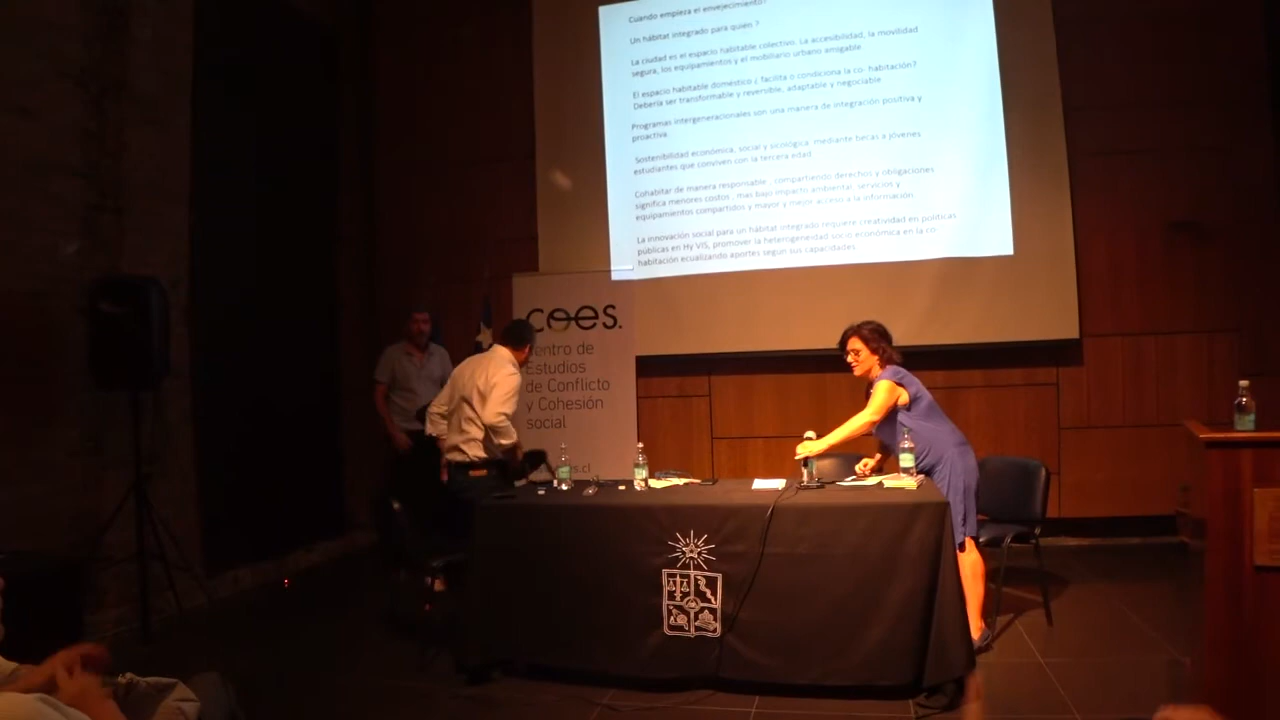 Cuando empieza el envejecimiento?
Un hábitat integrado para quien ?
La ciudad es el espacio habitable colectivo. La accesibilidad, la movilidad
segura, los equipamientos y el mobiliario urbano amigable
El espacio habitable domestico ¿ facilita o condiciona la co- habitación?
Debería ser transformable y reversible, adaptable y negociable
Programas intergeneracionales son una manera de integración positiva y
proactiva.
Sostenibilidad económica, social y sicológica mediante becas a jóvenes
estudiantes que conviven con la tercera edad
Cohabitar de manera responsable , compartiendo derechos y obligaciones
significa menores costos , mas bajo impacto ambiental, servicios y
equipamientos compartidos y mayor y mejor acceso a la información
La innovación social para un hábitat integrado requiere creatividad en políticas
públicas en Hy VIS, promover la heterogeneidad socio económica en la co-
habitación ecualizando aportes según sus capacidades
coes.
entro de
Estudios
de Conflicto
y Cohesión
social
es.cl